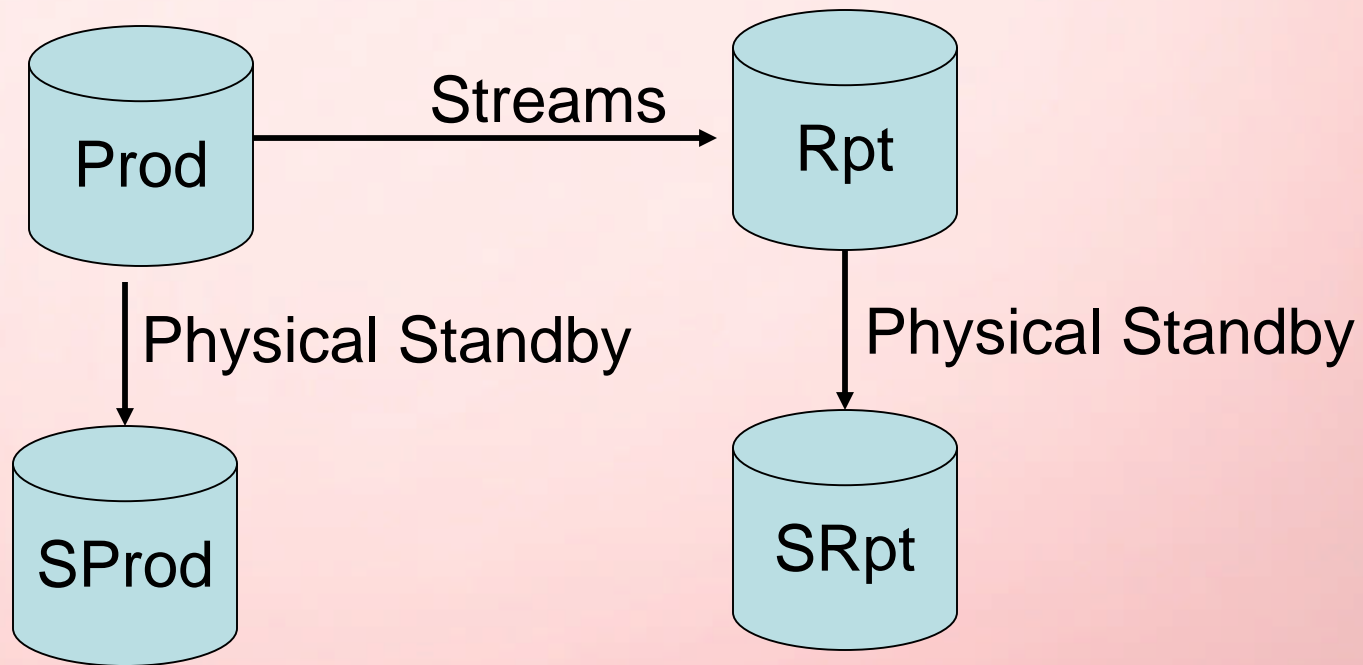 Streams
Prod
Rpt
Physical Standby
Physical Standby
SProd
SRpt